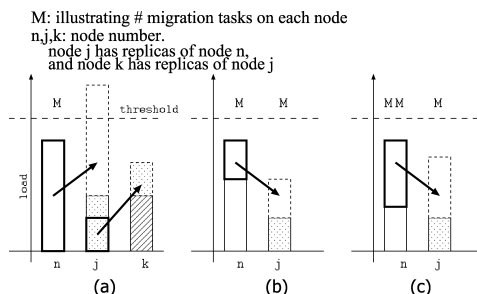 M: illustrating # migration tasks on each node
n,j,k: node number.
node j has replicas of node n,
and node k has replicas of node j
M
threshold
load
n
j
k
(a)
M
M
n
j
(b)
MM
M
n
j
(c)